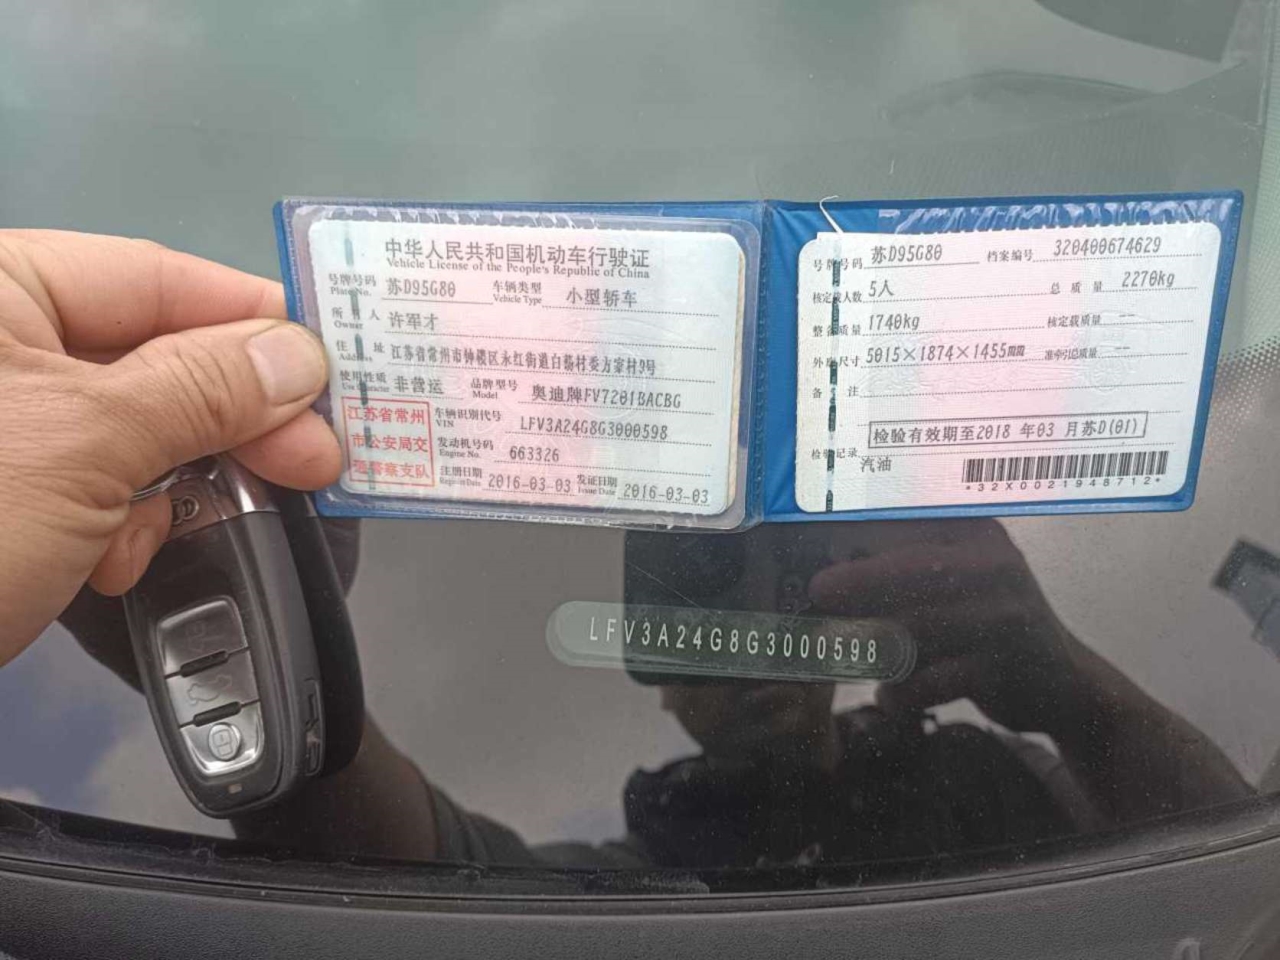 中华人民共和国机动车行驶证
Vehicle License of the People's Republic of China
号牌号码 苏D95G80 车辆类型 小型轿车
Plate No. Vehicle Type
所有人 许军才
Owner
住址 江苏省常州市钟楼区永红街道白杨村委方家村9号
Address
使用性质 非营运 品牌型号 奥迪牌FV7201BACBG
Use Character Model
江苏省常州
市公安局交
通警察支队
车辆识别代号 LFV3A24G8G3000598
VIN
发动机号码 663326
Engine No.
注册日期 2016-03-03 发证日期 2016-03-03
Register Date Issue Date
号牌号码 苏D95G80 档案编号 320400674629
核定载人数 5人 总质量 2270kg
整备质量 1740kg 核定载质量 --
外廓尺寸 5015×1874×1455毫米 准牵引总质量 --
备注
检验有效期至2018 年03 月苏D(01)
检验记录
汽油
*32X0021948712*
LFV3A24G8G3000598